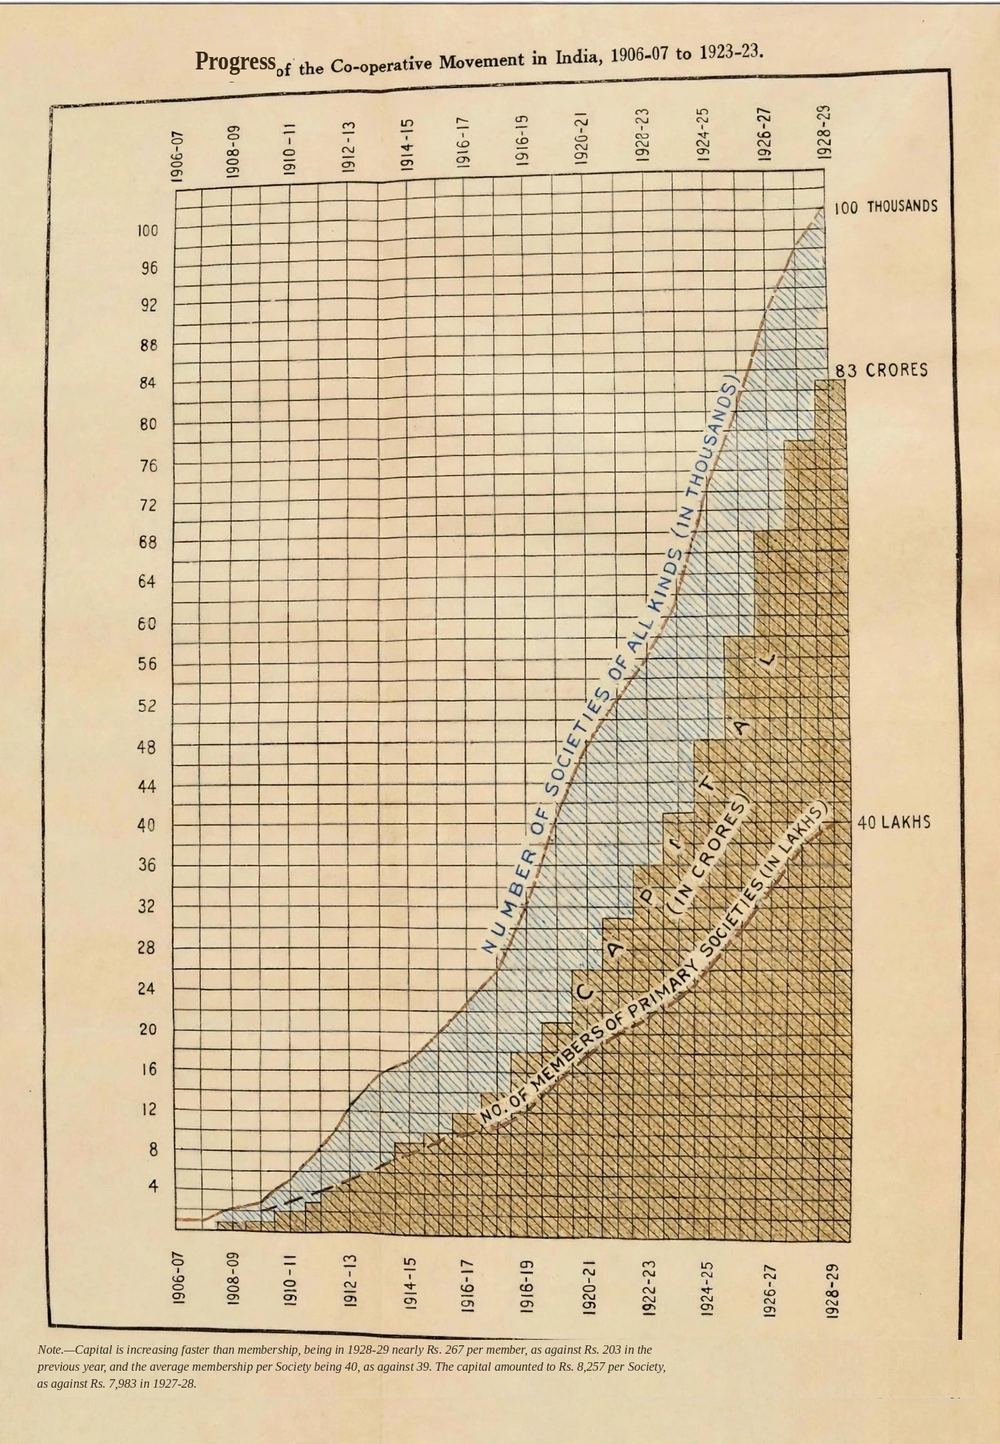 Progress of the Co-operative Movement in India, 1906-07 to 1923-23.
1906-07 1908-09 1910-11 1912-13 1914-15 1916-17 1916-19 1920-21 1923-23 1924-25 1926-27 1928-29
100 THOUSANDS
100
96
92
88
83 CRORES
84
80
76
72
68
64
60
56
52
48
44
40
40 LAKHS
36
32
28
24
20
16
12
8
4
NUMBER OF SOCIETIES OF ALL KINDS (IN THOUSANDS)
CAPITAL
(IN CRORES)
NO. OF MEMBERS OF PRIMARY SOCIETIES (IN LAKHS)
1906-07 1908-09 1910-11 1912-13 1914-15 1916-17 1916-19 1920-21 1922-23 1924-25 1926-27 1928-29
Note.—Capital is increasing faster than membership, being in 1928-29 nearly Rs. 267 per member, as against Rs. 203 in the
previous year, and the average membership per Society being 40, as against 39. The capital amounted to Rs. 8,257 per Society,
as against Rs. 7,983 in 1927-28.